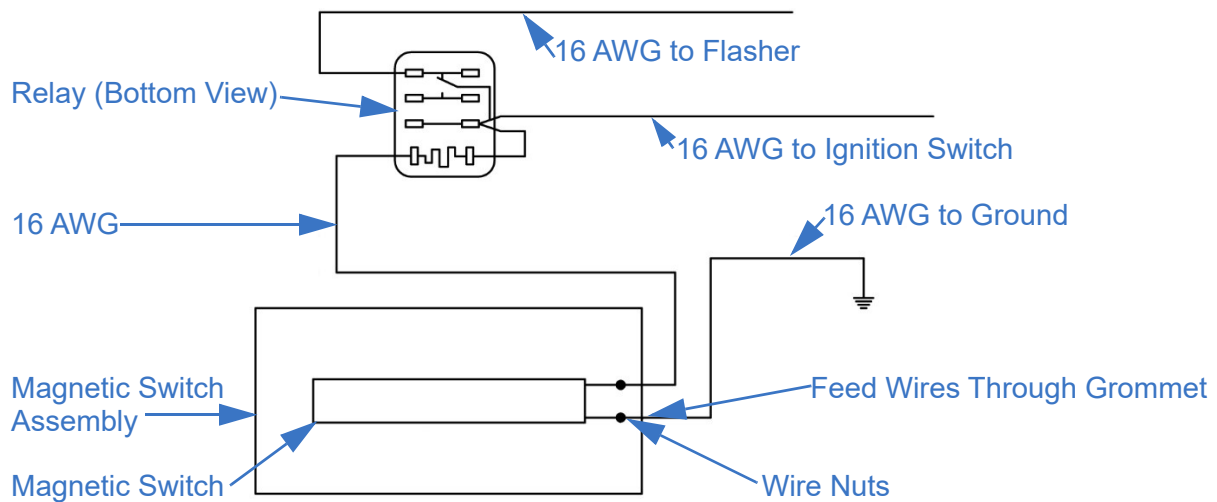 16 AWG to Flasher
Relay (Bottom View)
16 AWG to Ignition Switch
16 AWG
16 AWG to Ground
Magnetic Switch
Assembly
Feed Wires Through Grommet
Magnetic Switch
Wire Nuts